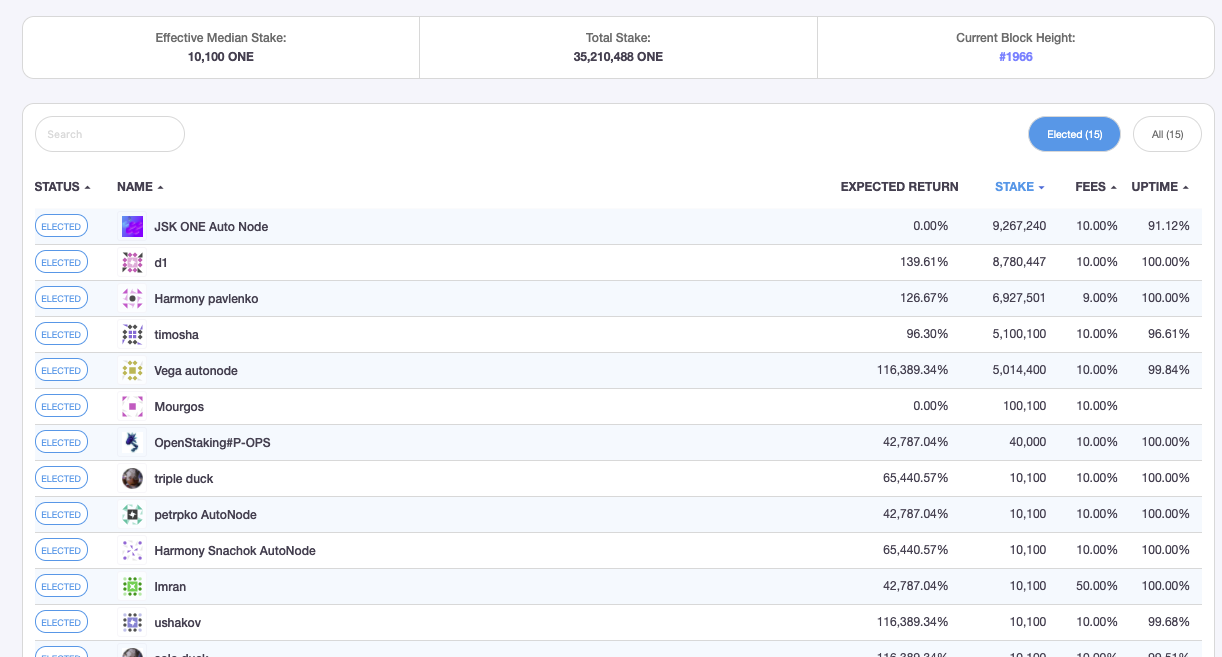 Effective Median Stake: Total Stake: Current Block Height:
10,100 ONE 35,210,488 ONE #1966
Search Elected (15) All (15)
STATUS NAME EXPECTED RETURN STAKE FEES UPTIME
ELECTED JSK ONE Auto Node 0.00% 9,267,240 10.00% 91.12%
ELECTED d1 139.61% 8,780,447 10.00% 100.00%
ELECTED Harmony pavlenko 126.67% 6,927,501 9.00% 100.00%
ELECTED timosha 96.30% 5,100,100 10.00% 96.61%
ELECTED Vega autonode 116,389.34% 5,014,400 10.00% 99.84%
ELECTED Mourgos 0.00% 100,100 10.00%
ELECTED OpenStaking#P-OPS 42,787.04% 40,000 10.00% 100.00%
ELECTED triple duck 65,440.57% 10,100 10.00% 100.00%
ELECTED petrpko AutoNode 42,787.04% 10,100 10.00% 100.00%
ELECTED Harmony Snachok AutoNode 65,440.57% 10,100 10.00% 100.00%
ELECTED Imran 42,787.04% 10,100 50.00% 100.00%
ELECTED ushakov 116,389.34% 10,100 10.00% 99.68%